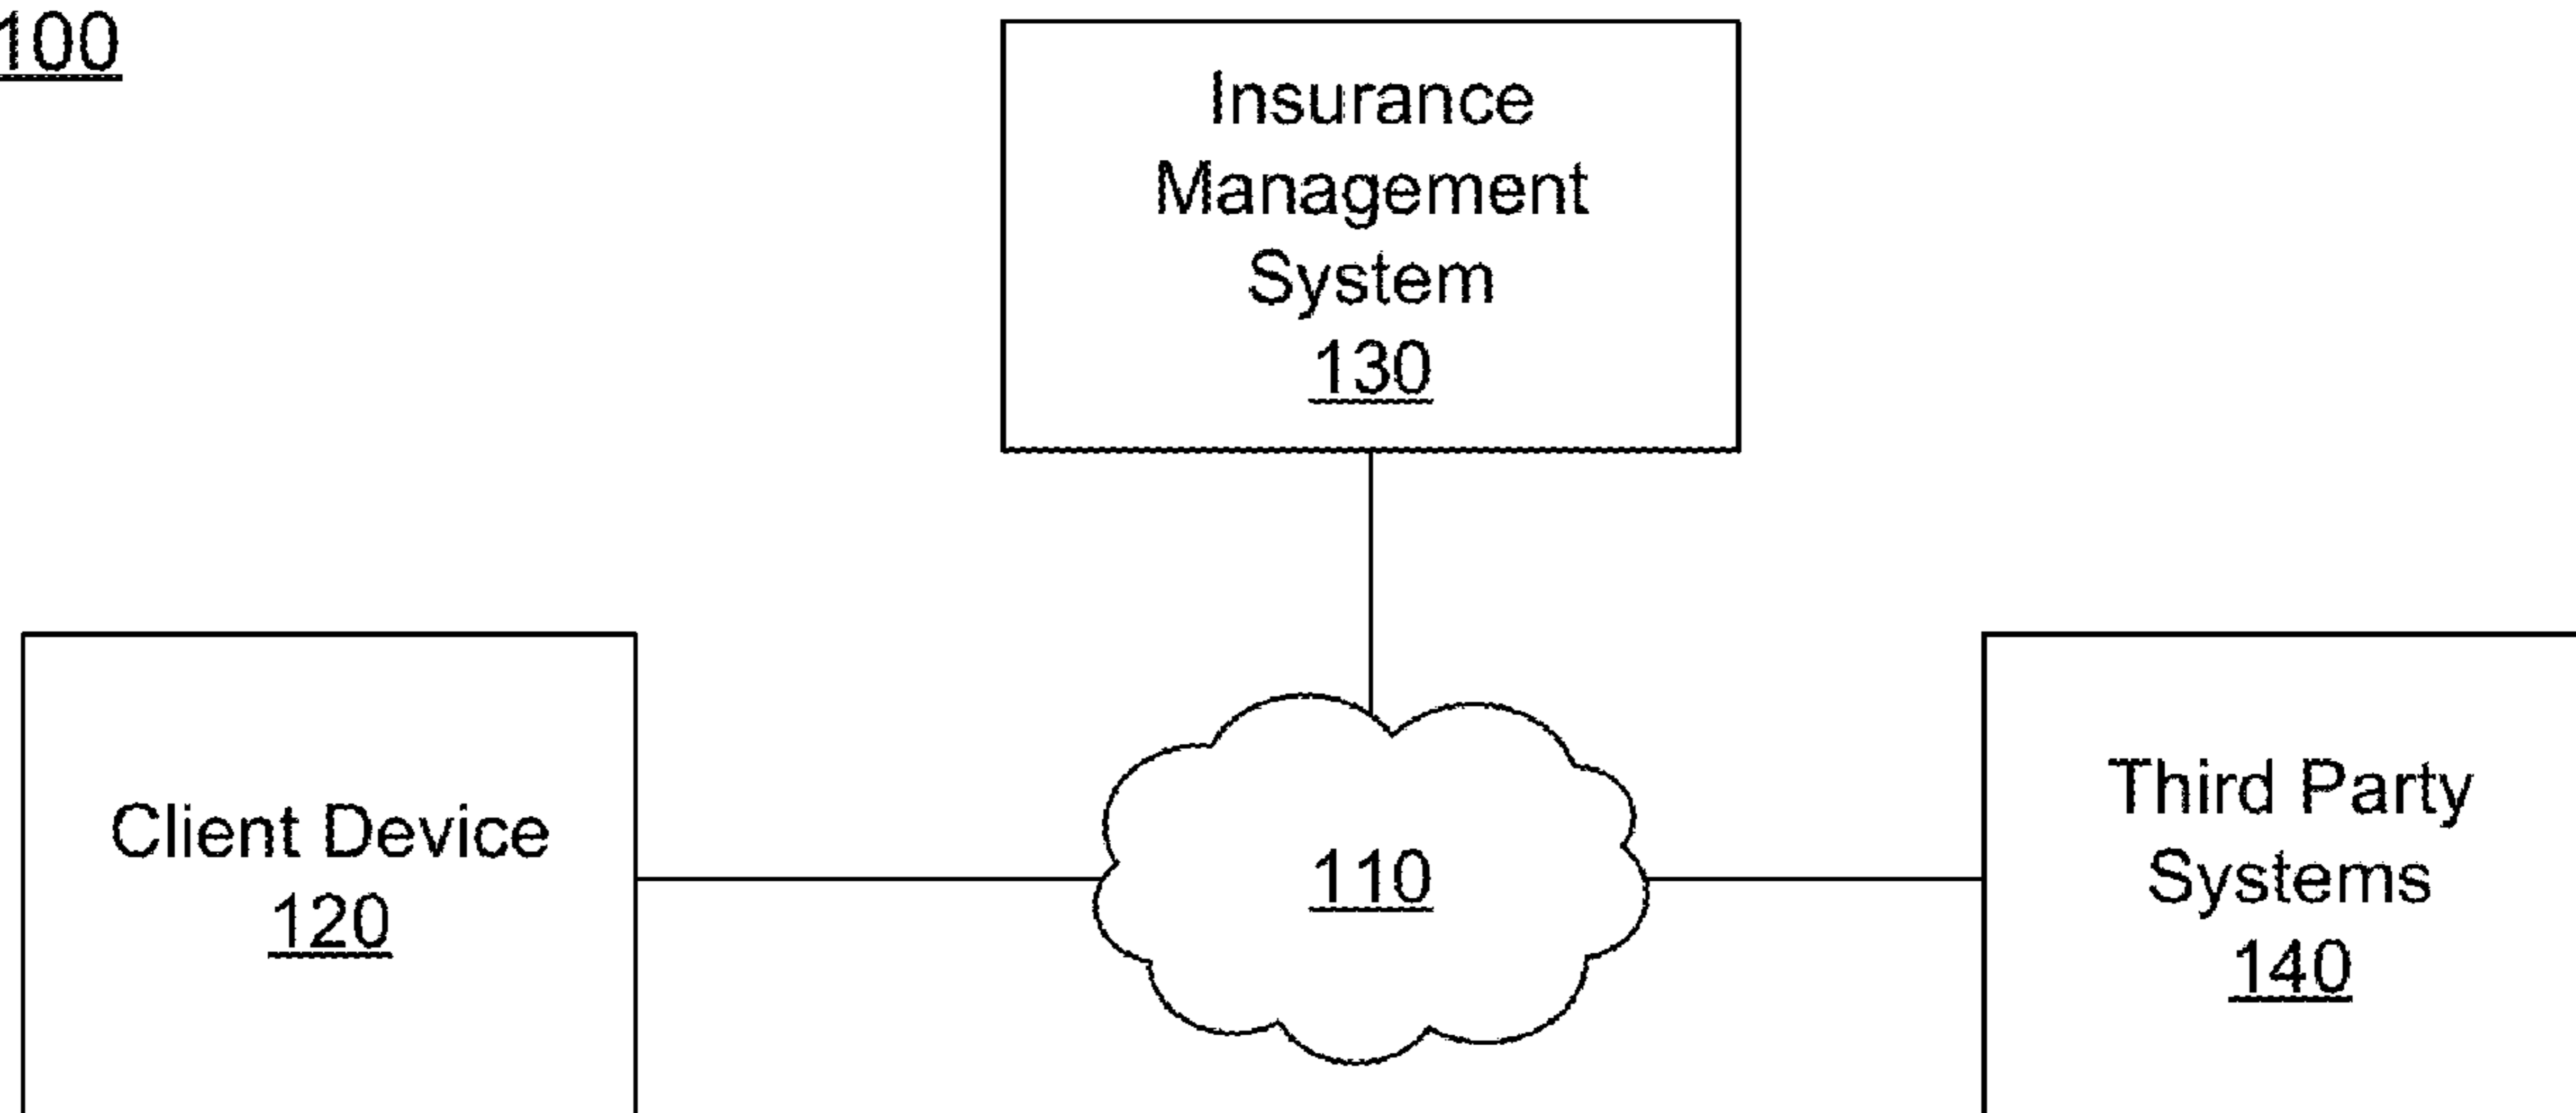 100
Insurance
Management
System
130
Client Device
120
110
Third Party
Systems
140